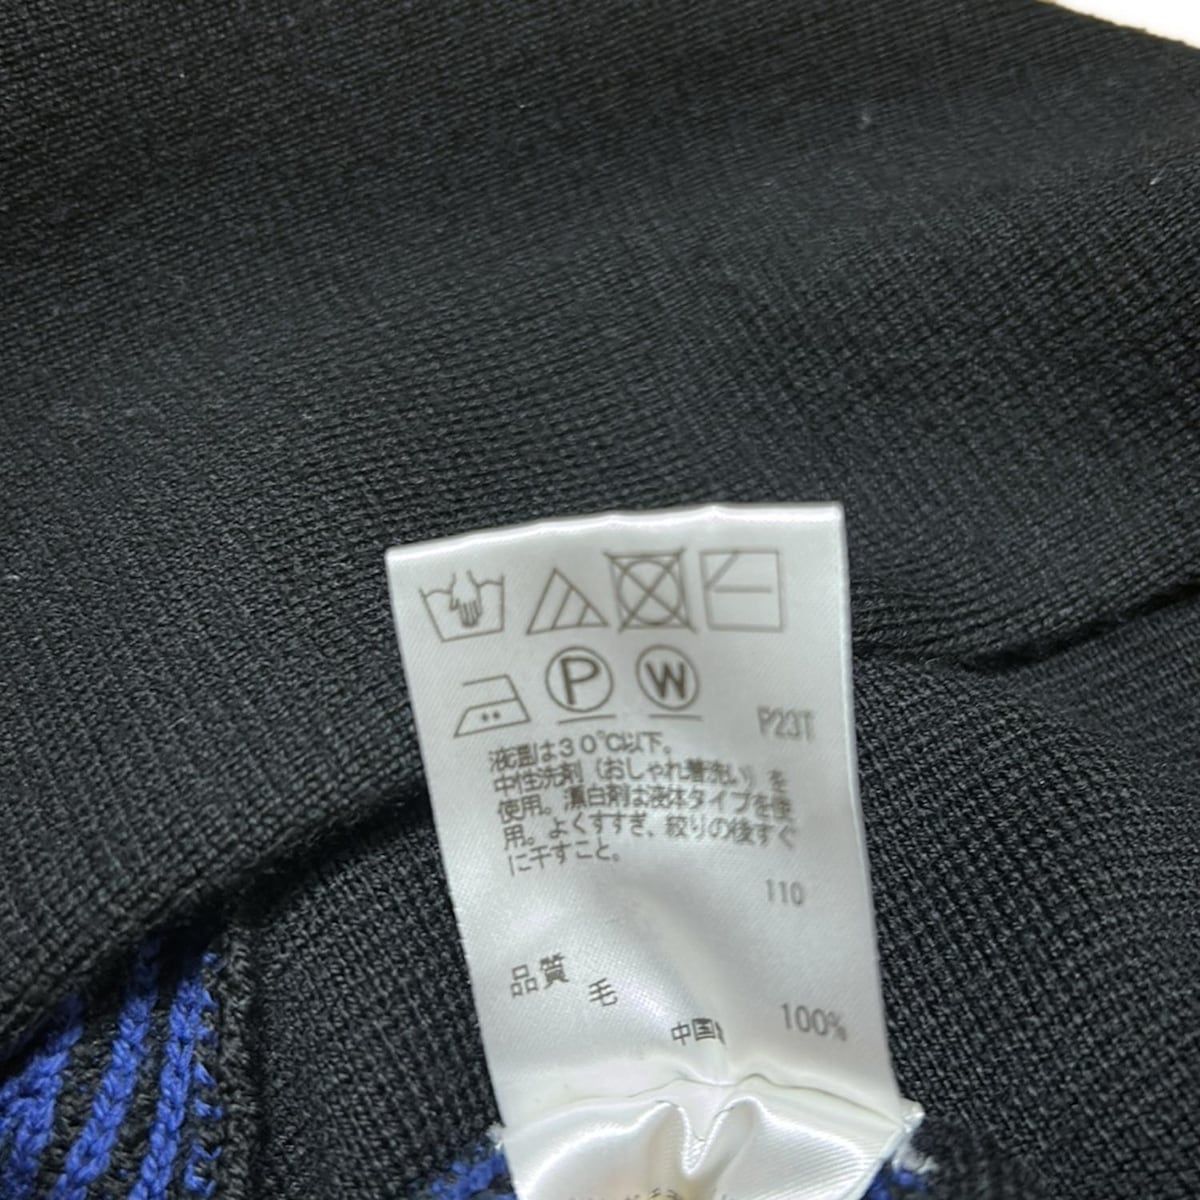 P W
P23T
液温は30℃以下。
中性洗剤(おしゃれ着洗い)を
使用。漂白剤は液体タイプを使
用。よくすすぎ、絞りの後すぐ
に干すこと。
110
品質
毛 100%
中国